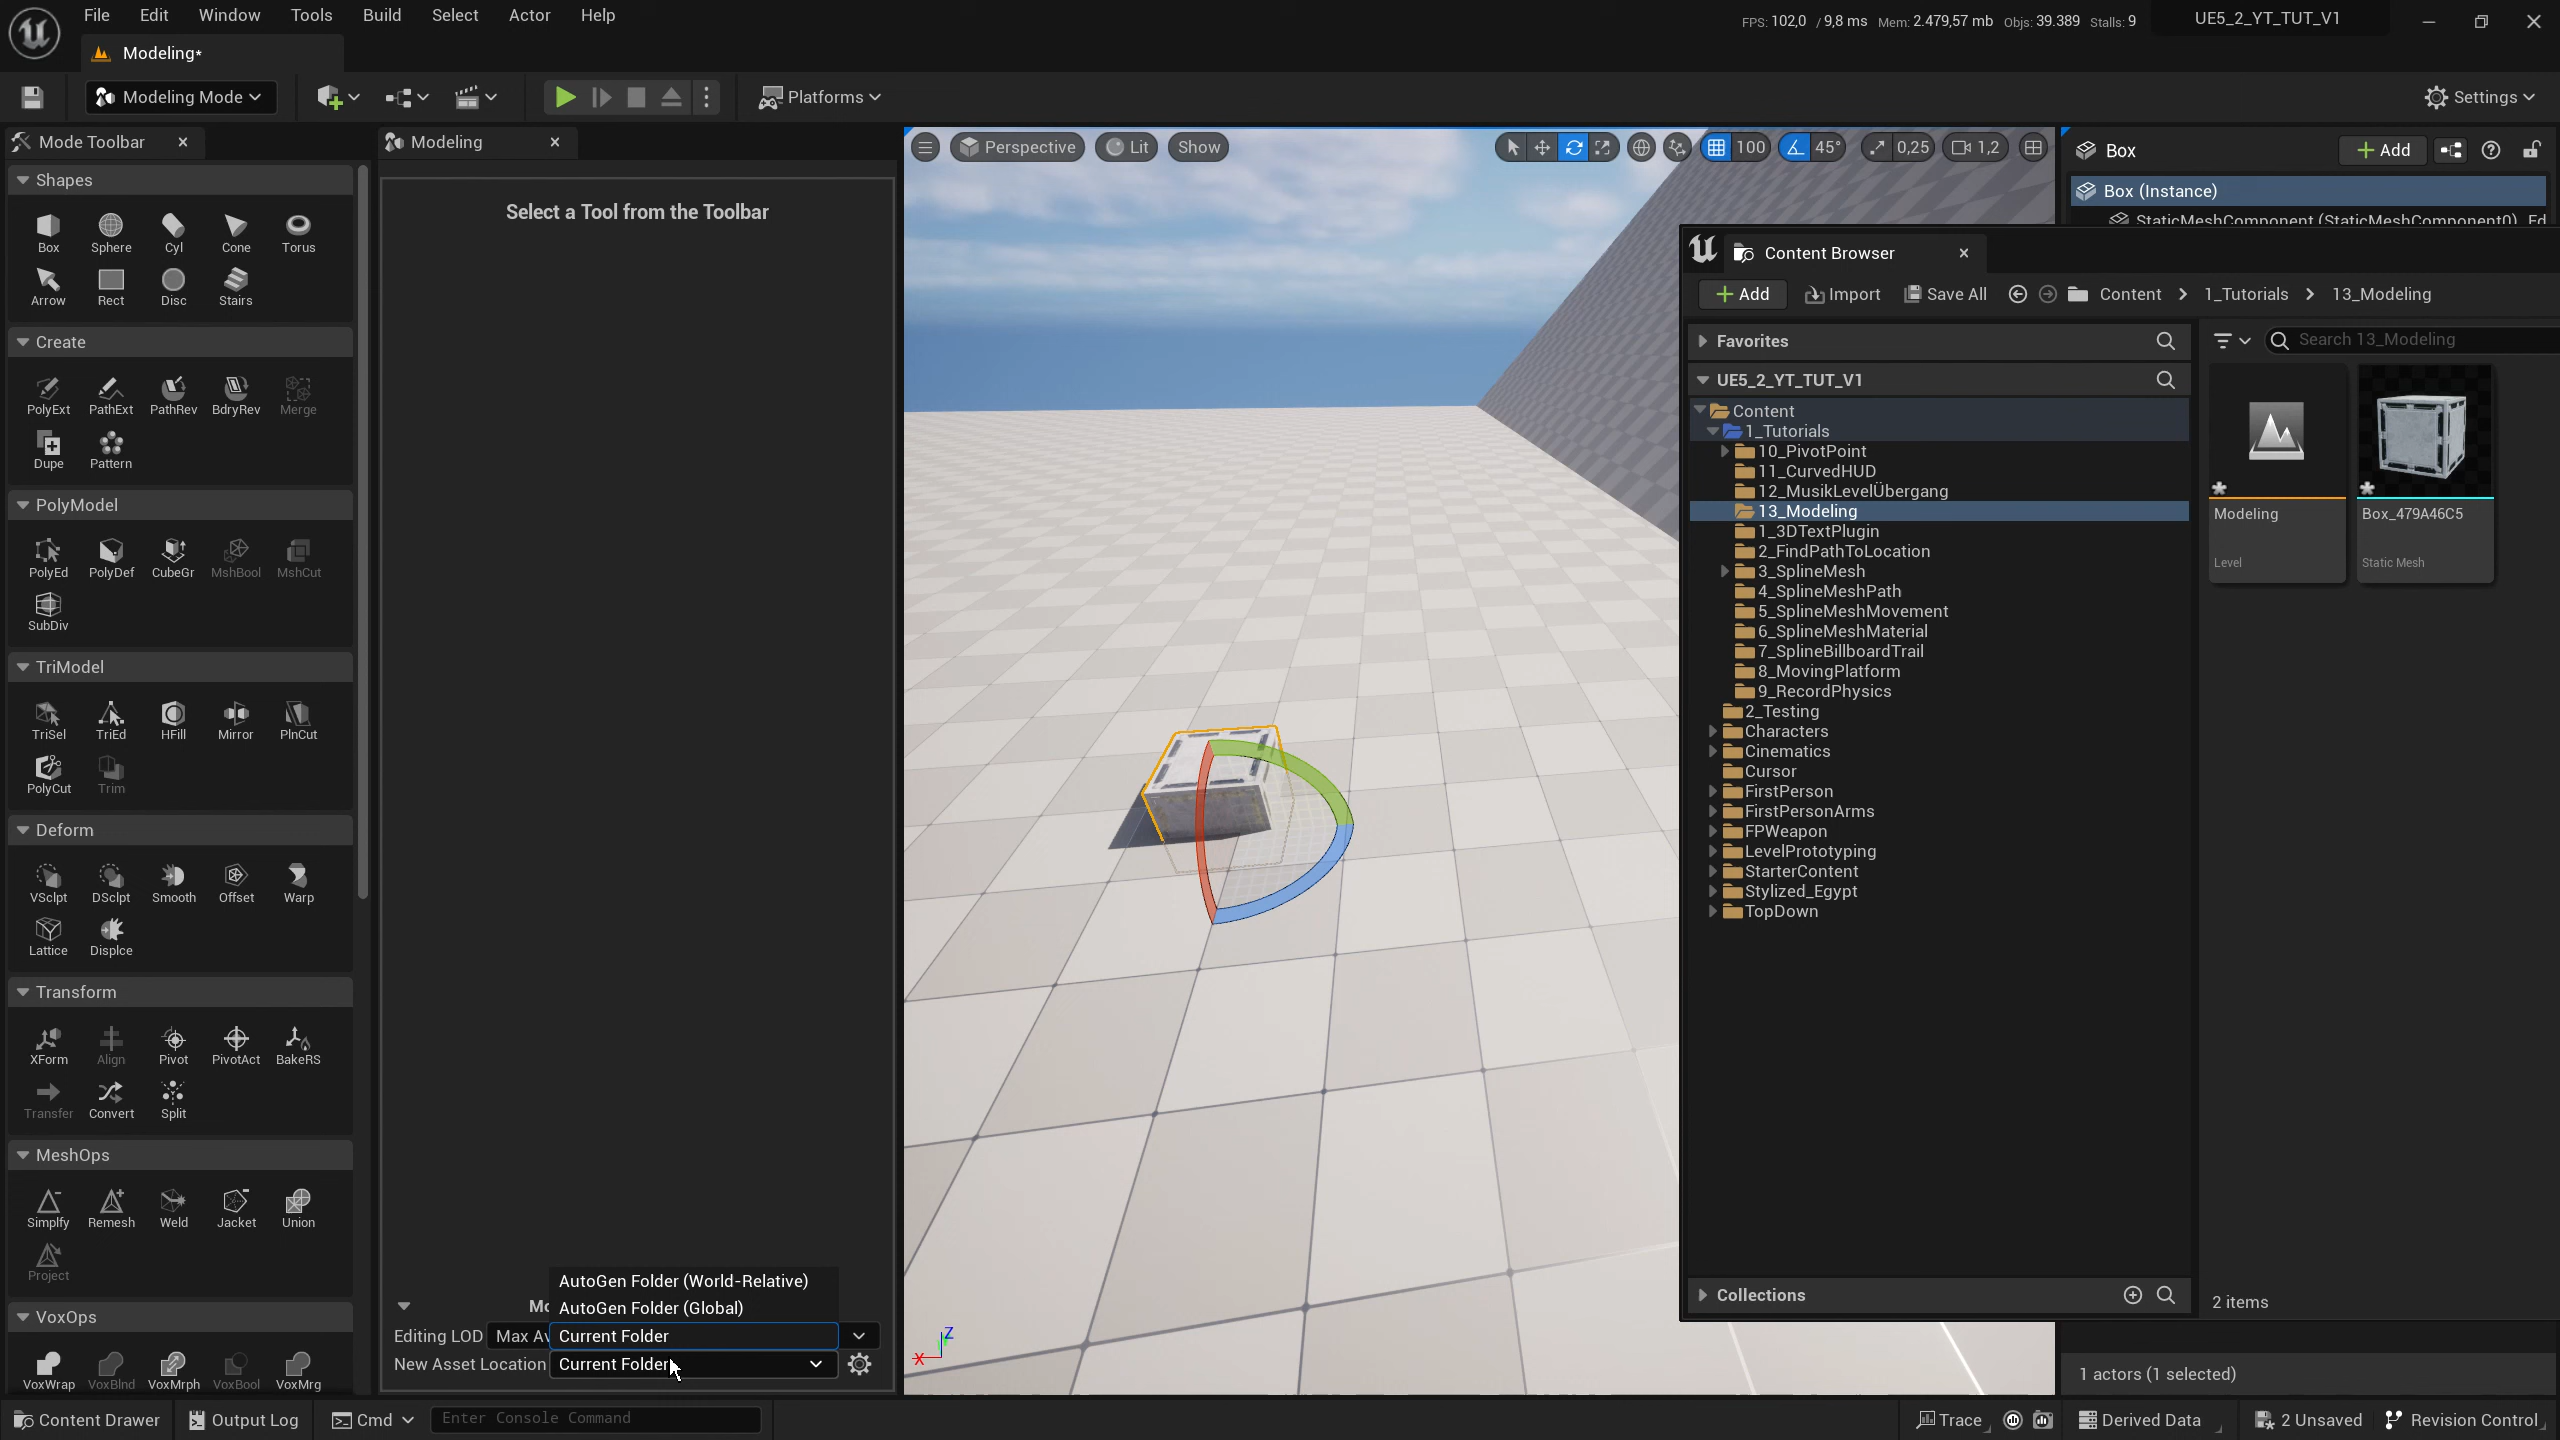 File Edit Window Tools Build Select Actor Help
FPS: 102,0 / 9,8 ms Mem: 2.479,57 mb Objs: 39.389 Stalls: 9
UE5_2_YT_TUT_V1
Modeling*
Modeling Mode
Platforms
Settings
Mode Toolbar
Modeling
Perspective Lit Show
100 45° 0,25 1,2
Box
Add
Box (Instance)
StaticMeshComponent (StaticMeshComponent0) Ed
Shapes
Box Sphere Cyl Cone Torus
Arrow Rect Disc Stairs
Create
PolyExt PathExt PathRev BdryRev Merge
Dupe Pattern
PolyModel
PolyEd PolyDef CubeGr MshBool MshCut
SubDiv
TriModel
TriSel TriEd HFill Mirror PlnCut
PolyCut Trim
Deform
VSclpt DSclpt Smooth Offset Warp
Lattice Displce
Transform
XForm Align Pivot PivotAct BakeRS
Transfer Convert Split
MeshOps
Simplfy Remesh Weld Jacket Union
Project
VoxOps
VoxWrap VoxBlnd VoxMrph VoxBool VoxMrg
Select a Tool from the Toolbar
AutoGen Folder (World-Relative)
Mo AutoGen Folder (Global)
Editing LOD Max Av Current Folder
New Asset Location Current Folder
Z
X
Content Browser
Add Import Save All Content 1_Tutorials 13_Modeling
Favorites
Search 13_Modeling
UE5_2_YT_TUT_V1
Content
1_Tutorials
10_PivotPoint
11_CurvedHUD
12_MusikLevelÜbergang
13_Modeling
1_3DTextPlugin
2_FindPathToLocation
3_SplineMesh
4_SplineMeshPath
5_SplineMeshMovement
6_SplineMeshMaterial
7_SplineBillboardTrail
8_MovingPlatform
9_RecordPhysics
2_Testing
Characters
Cinematics
Cursor
FirstPerson
FirstPersonArms
FPWeapon
LevelPrototyping
StarterContent
Stylized_Egypt
TopDown
Modeling
Level
Box_479A46C5
Static Mesh
Collections
2 items
1 actors (1 selected)
Content Drawer Output Log Cmd Enter Console Command
Trace Derived Data 2 Unsaved Revision Control